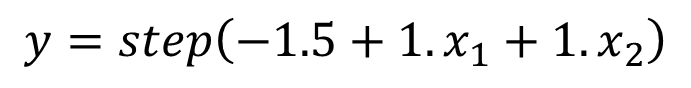 y = step(−1.5 + 1. x₁ + 1. x₂)